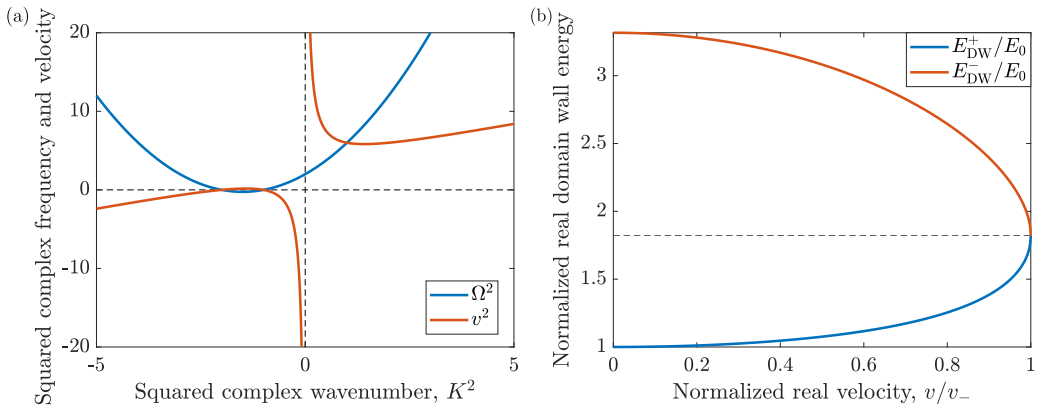 (a)
Squared complex frequency and velocity
20
10
0
-10
-20
-5
0
5
Squared complex wavenumber, K²
Ω²
v²
(b)
Normalized real domain wall energy
3
2.5
2
1.5
1
0
0.2
0.4
0.6
0.8
1
Normalized real velocity, v/v₋
E⁺_DW/E₀
E⁻_DW/E₀